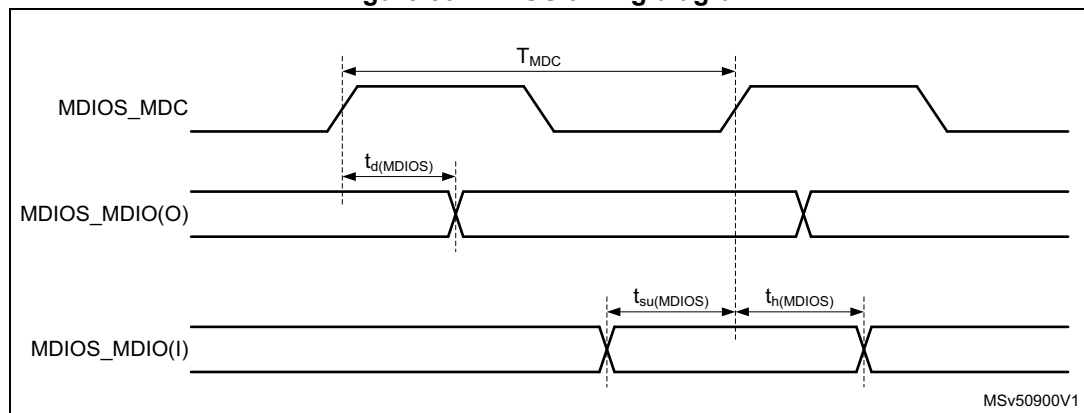 T_MDC
MDIOS_MDC
t_d(MDIOS)
MDIOS_MDIO(O)
t_su(MDIOS) t_h(MDIOS)
MDIOS_MDIO(I)
MSv50900V1